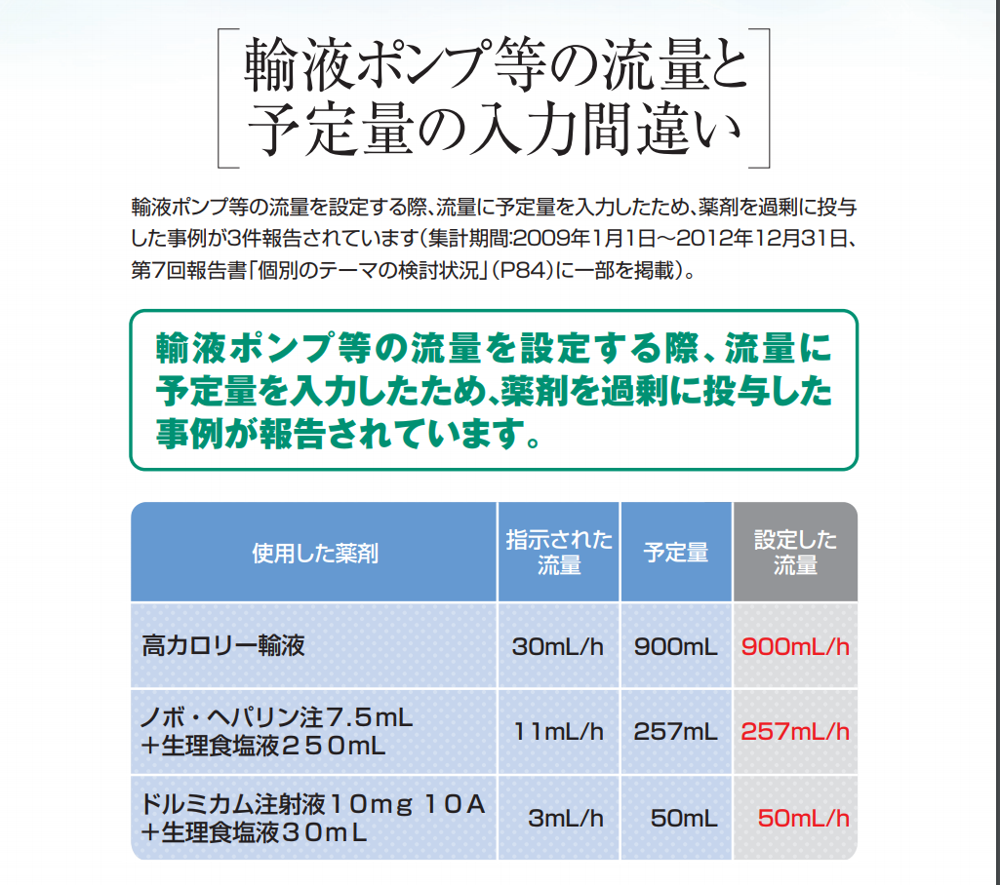 輸液ポンプ等の流量と
予定量の入力間違い
輸液ポンプ等の流量を設定する際、流量に予定量を入力したため、薬剤を過剰に投与
した事例が3件報告されています（集計期間：2009年1月1日～2012年12月31日、
第7回報告書「個別のテーマの検討状況」（P84）に一部を掲載）。
輸液ポンプ等の流量を設定する際、流量に
予定量を入力したため、薬剤を過剰に投与した
事例が報告されています。
使用した薬剤
指示された
流量
予定量
設定した
流量
高カロリー輸液
30mL/h
900mL
900mL/h
ノボ・ヘパリン注７.５mL
＋生理食塩液２５０mL
11mL/h
257mL
257mL/h
ドルミカム注射液１０ｍｇ １０Ａ
＋生理食塩液３０ｍＬ
3mL/h
50mL
50mL/h